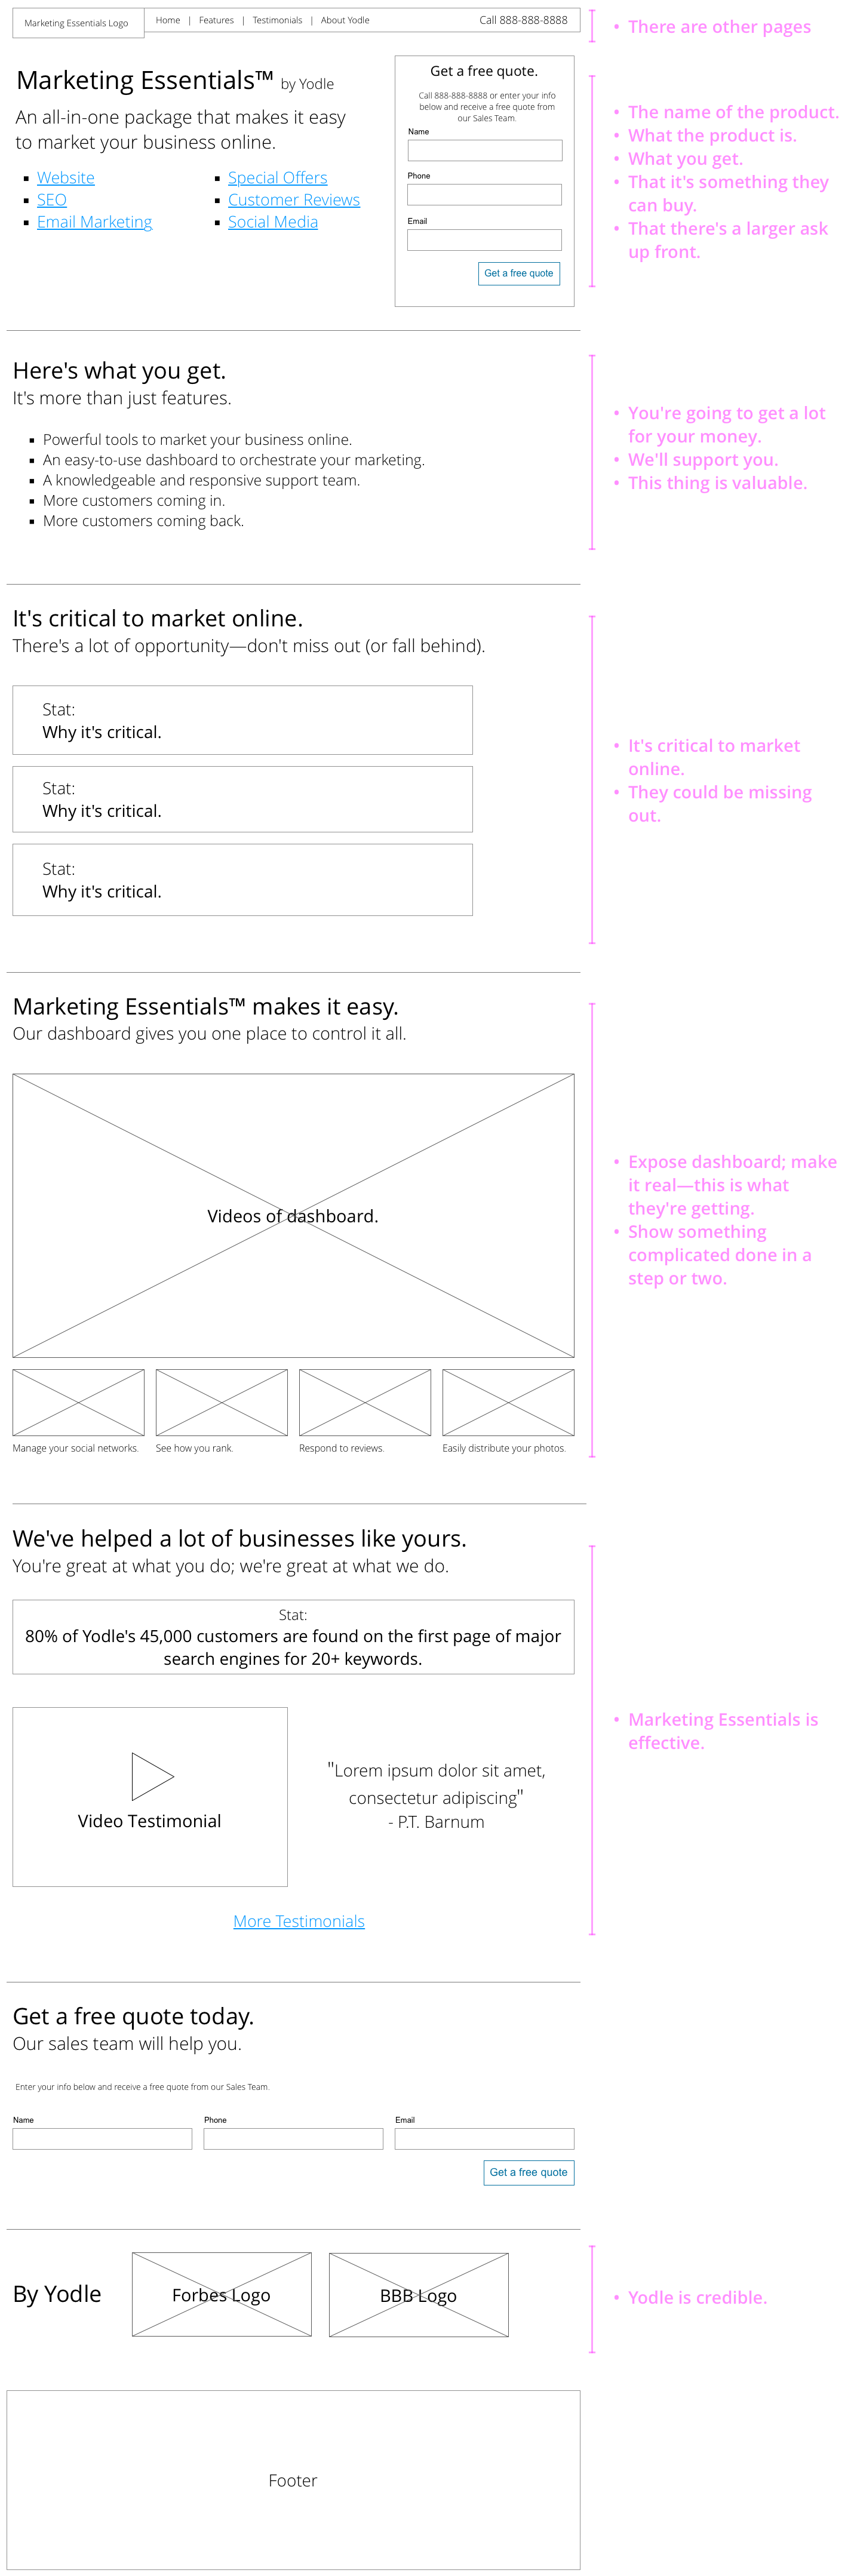 Marketing Essentials Logo
Home | Features | Testimonials | About Yodle
Call 888-888-8888
• There are other pages
Marketing Essentials™ by Yodle
An all-in-one package that makes it easy
to market your business online.
▪ Website
▪ SEO
▪ Email Marketing
▪ Special Offers
▪ Customer Reviews
▪ Social Media
Get a free quote.
Call 888-888-8888 or enter your info
below and receive a free quote from
our Sales Team.
Name
Phone
Email
Get a free quote
• The name of the product.
• What the product is.
• What you get.
• That it's something they
can buy.
• That there's a larger ask
up front.
Here's what you get.
It's more than just features.
▪ Powerful tools to market your business online.
▪ An easy-to-use dashboard to orchestrate your marketing.
▪ A knowledgeable and responsive support team.
▪ More customers coming in.
▪ More customers coming back.
• You're going to get a lot
for your money.
• We'll support you.
• This thing is valuable.
It's critical to market online.
There's a lot of opportunity—don't miss out (or fall behind).
Stat:
Why it's critical.
Stat:
Why it's critical.
Stat:
Why it's critical.
• It's critical to market
online.
• They could be missing
out.
Marketing Essentials™ makes it easy.
Our dashboard gives you one place to control it all.
Videos of dashboard.
Manage your social networks.
See how you rank.
Respond to reviews.
Easily distribute your photos.
• Expose dashboard; make
it real—this is what
they're getting.
• Show something
complicated done in a
step or two.
We've helped a lot of businesses like yours.
You're great at what you do; we're great at what we do.
Stat:
80% of Yodle's 45,000 customers are found on the first page of major
search engines for 20+ keywords.
Video Testimonial
"Lorem ipsum dolor sit amet,
consectetur adipiscing"
- P.T. Barnum
More Testimonials
• Marketing Essentials is
effective.
Get a free quote today.
Our sales team will help you.
Enter your info below and receive a free quote from our Sales Team.
Name
Phone
Email
Get a free quote
By Yodle
Forbes Logo
BBB Logo
• Yodle is credible.
Footer